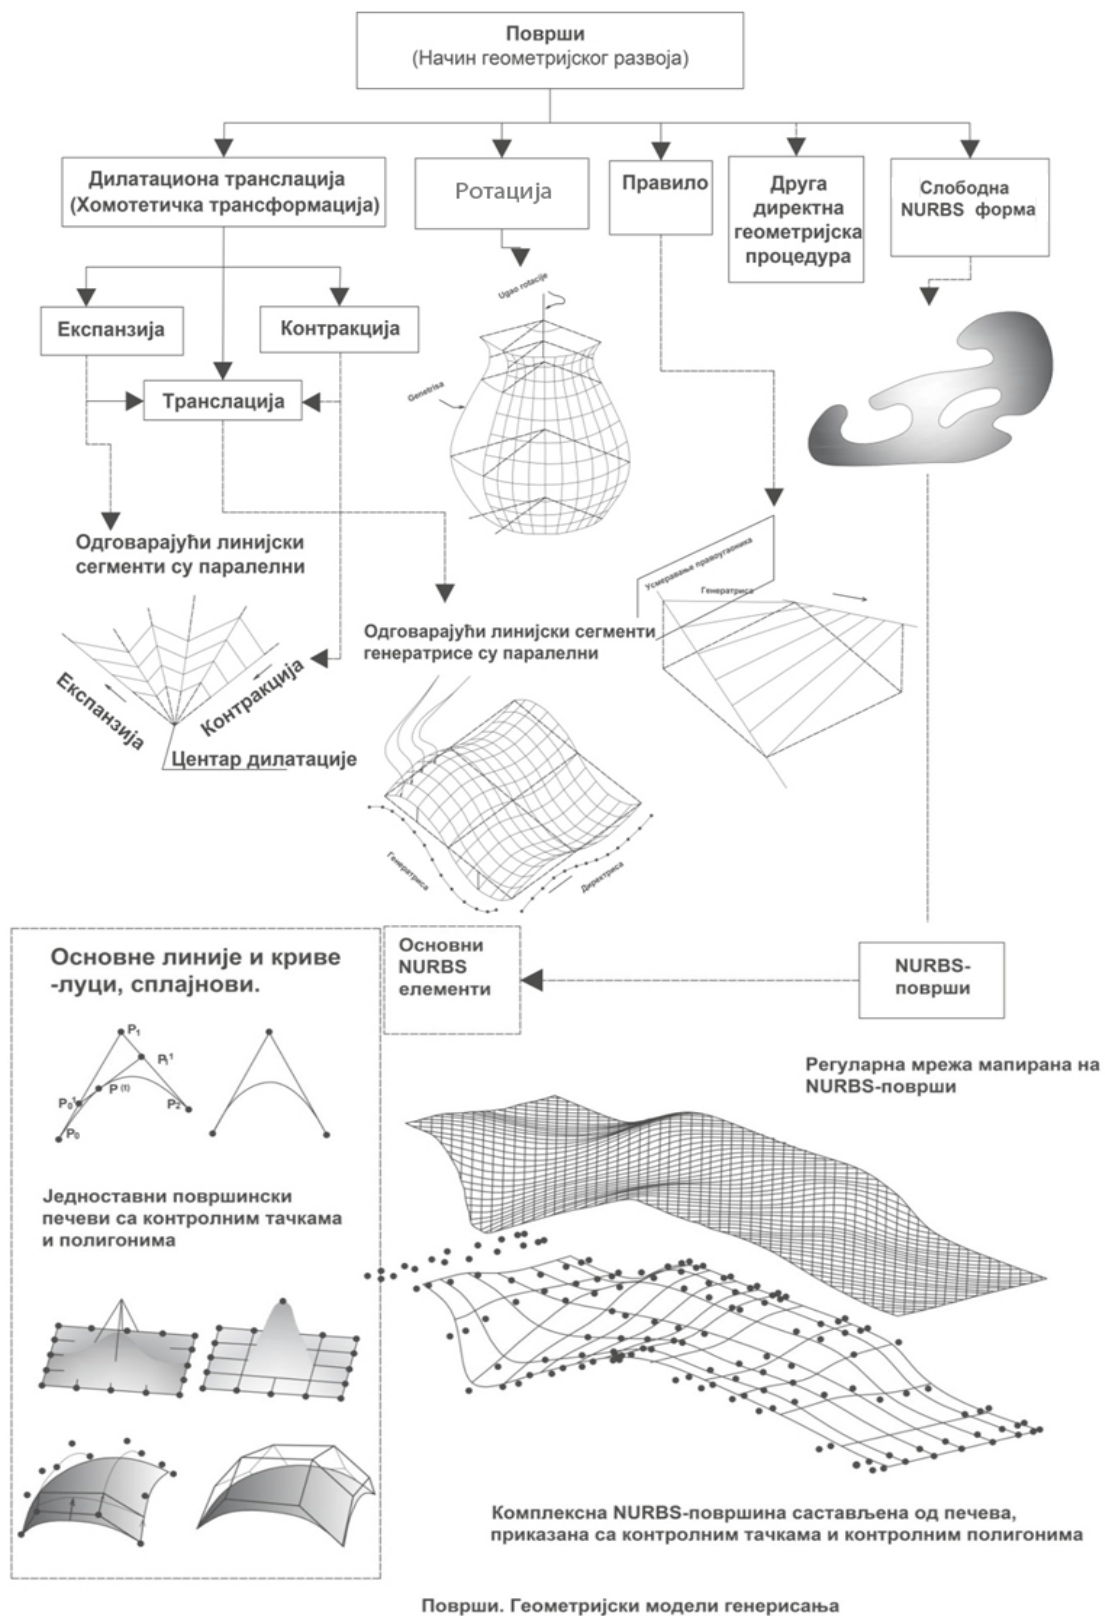 Површи
(Начин геометријског развоја)
Дилатациона транслација
(Хомотетичка трансформација)
Ротација
Правило
Друга
директна
геометријска
процедура
Слободна
NURBS форма
Експанзија
Контракција
Транслација
Ugao rotacije
Genetrisa
Одговарајући линијски
сегменти су паралелни
Експанзија
Контракција
Центар дилатације
Одговарајући линијски сегменти
генератрисе су паралелни
Усмеравање правоугаоника
Генератриса
Генератриса
Директриса
Основне линије и криве
-луци, сплајнови.
Основни
NURBS
елементи
NURBS-
површи
P1
P1¹
P(t)
P0¹
P2
P0
Регуларна мрежа мапирана на
NURBS-површи
Једноставни површински
печеви са контролним тачкама
и полигонима
Комплексна NURBS-површина састављена од печева,
приказана са контролним тачкама и контролним полигонима
Површи. Геометријски модели генерисања